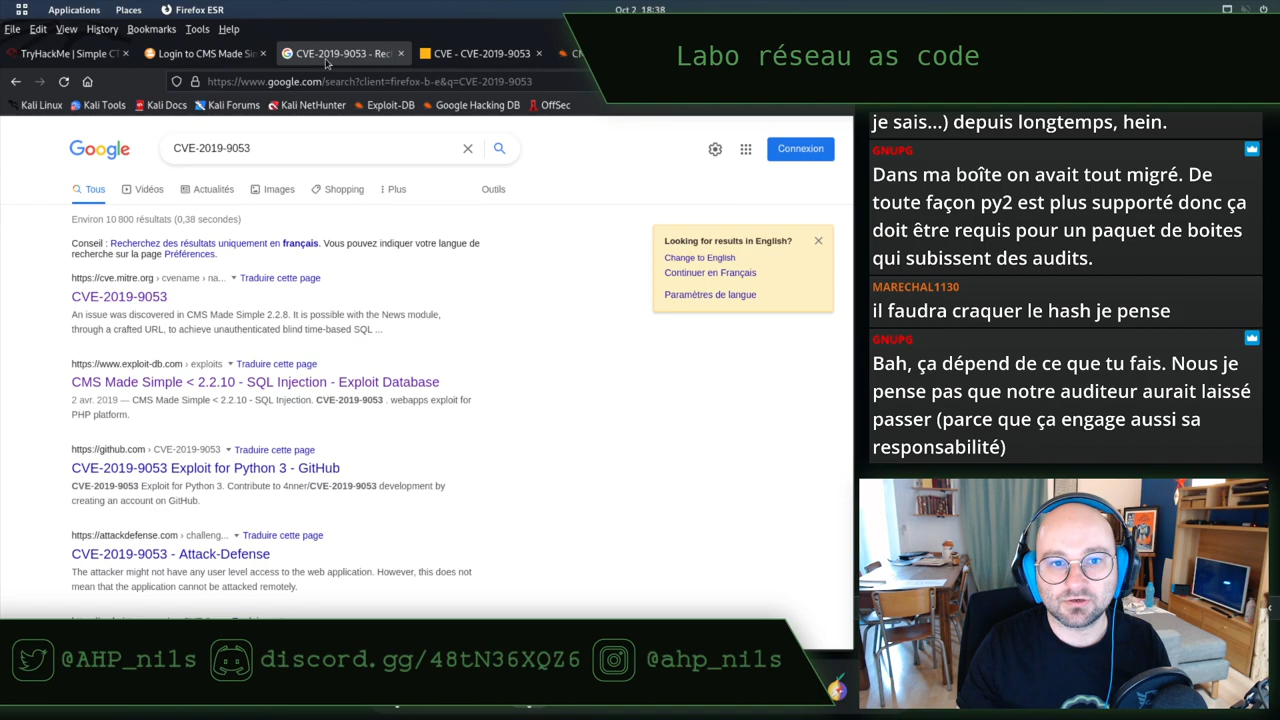 Applications Places Firefox ESR
Oct 2 18:38
File Edit View History Bookmarks Tools Help
TryHackMe | Simple CT
Login to CMS Made Sim
CVE-2019-9053 - Rec
CVE - CVE-2019-9053
https://www.google.com/search?client=firefox-b-e&q=CVE-2019-9053
Kali Linux Kali Tools Kali Docs Kali Forums Kali NetHunter Exploit-DB Google Hacking DB OffSec
Labo réseau as code
Google
CVE-2019-9053
Connexion
Tous Vidéos Actualités Images Shopping Plus Outils
Environ 10 800 résultats (0,38 secondes)
Conseil : Recherchez des résultats uniquement en français. Vous pouvez indiquer votre langue de
recherche sur la page Préférences.
https://cve.mitre.org › cvename › na... Traduire cette page
CVE-2019-9053
An issue was discovered in CMS Made Simple 2.2.8. It is possible with the News module,
through a crafted URL, to achieve unauthenticated blind time-based SQL ...
https://www.exploit-db.com › exploits Traduire cette page
CMS Made Simple < 2.2.10 - SQL Injection - Exploit Database
2 avr. 2019 — CMS Made Simple < 2.2.10 - SQL Injection. CVE-2019-9053 . webapps exploit for
PHP platform.
https://github.com › CVE-2019-9053 Traduire cette page
CVE-2019-9053 Exploit for Python 3 - GitHub
CVE-2019-9053 Exploit for Python 3. Contribute to 4nner/CVE-2019-9053 development by
creating an account on GitHub.
https://attackdefense.com › challeng... Traduire cette page
CVE-2019-9053 - Attack-Defense
The attacker might not have any user level access to the web application. However, this does not
mean that the application cannot be attacked remotely.
Looking for results in English?
Change to English
Continuer en Français
Paramètres de langue
je sais...) depuis longtemps, hein.
GNUPG
Dans ma boîte on avait tout migré. De
toute façon py2 est plus supporté donc ça
doit être requis pour un paquet de boites
qui subissent des audits.
MARECHAL1130
il faudra craquer le hash je pense
GNUPG
Bah, ça dépend de ce que tu fais. Nous je
pense pas que notre auditeur aurait laissé
passer (parce que ça engage aussi sa
responsabilité)
@AHP_nils discord.gg/48tN36XQZ6 @ahp_nils